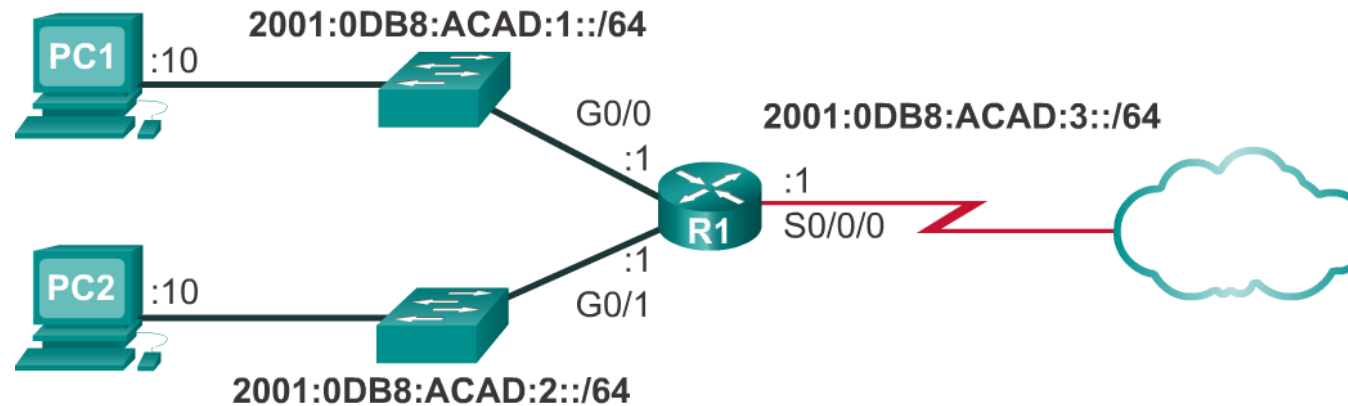 2001:0DB8:ACAD:1::/64
PC1
:10
G0/0
:1
2001:0DB8:ACAD:3::/64
:1
R1
S0/0/0
PC2
:10
:1
G0/1
2001:0DB8:ACAD:2::/64